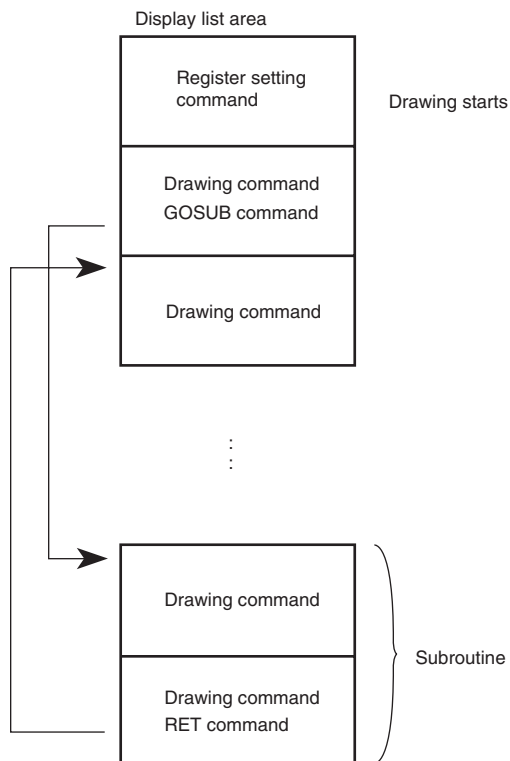 Display list area
Register setting
command
Drawing starts
Drawing command
GOSUB command
Drawing command
Drawing command
Subroutine
Drawing command
RET command